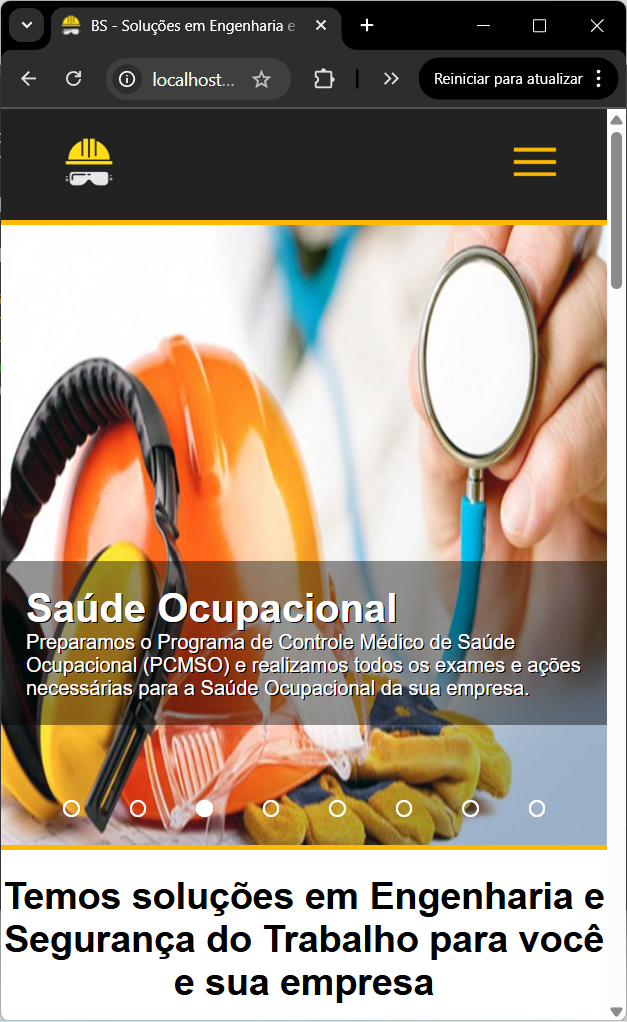 BS - Soluções em Engenharia e
localhost...
Reiniciar para atualizar
Saúde Ocupacional
Preparamos o Programa de Controle Médico de Saúde
Ocupacional (PCMSO) e realizamos todos os exames e ações
necessárias para a Saúde Ocupacional da sua empresa.
Temos soluções em Engenharia e
Segurança do Trabalho para você
e sua empresa